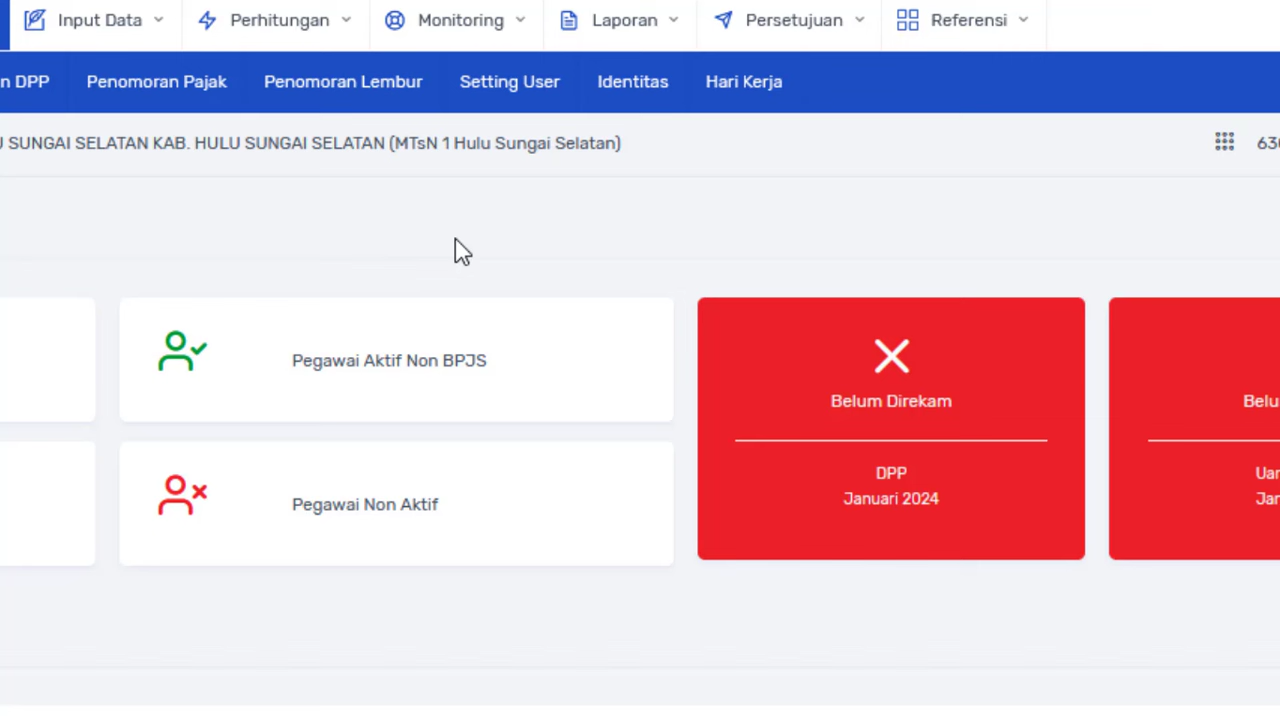 Input Data Perhitungan Monitoring Laporan Persetujuan Referensi
n DPP Penomoran Pajak Penomoran Lembur Setting User Identitas Hari Kerja
SUNGAI SELATAN KAB. HULU SUNGAI SELATAN (MTsN 1 Hulu Sungai Selatan)
Pegawai Aktif Non BPJS
Pegawai Non Aktif
Belum Direkam
DPP
Januari 2024